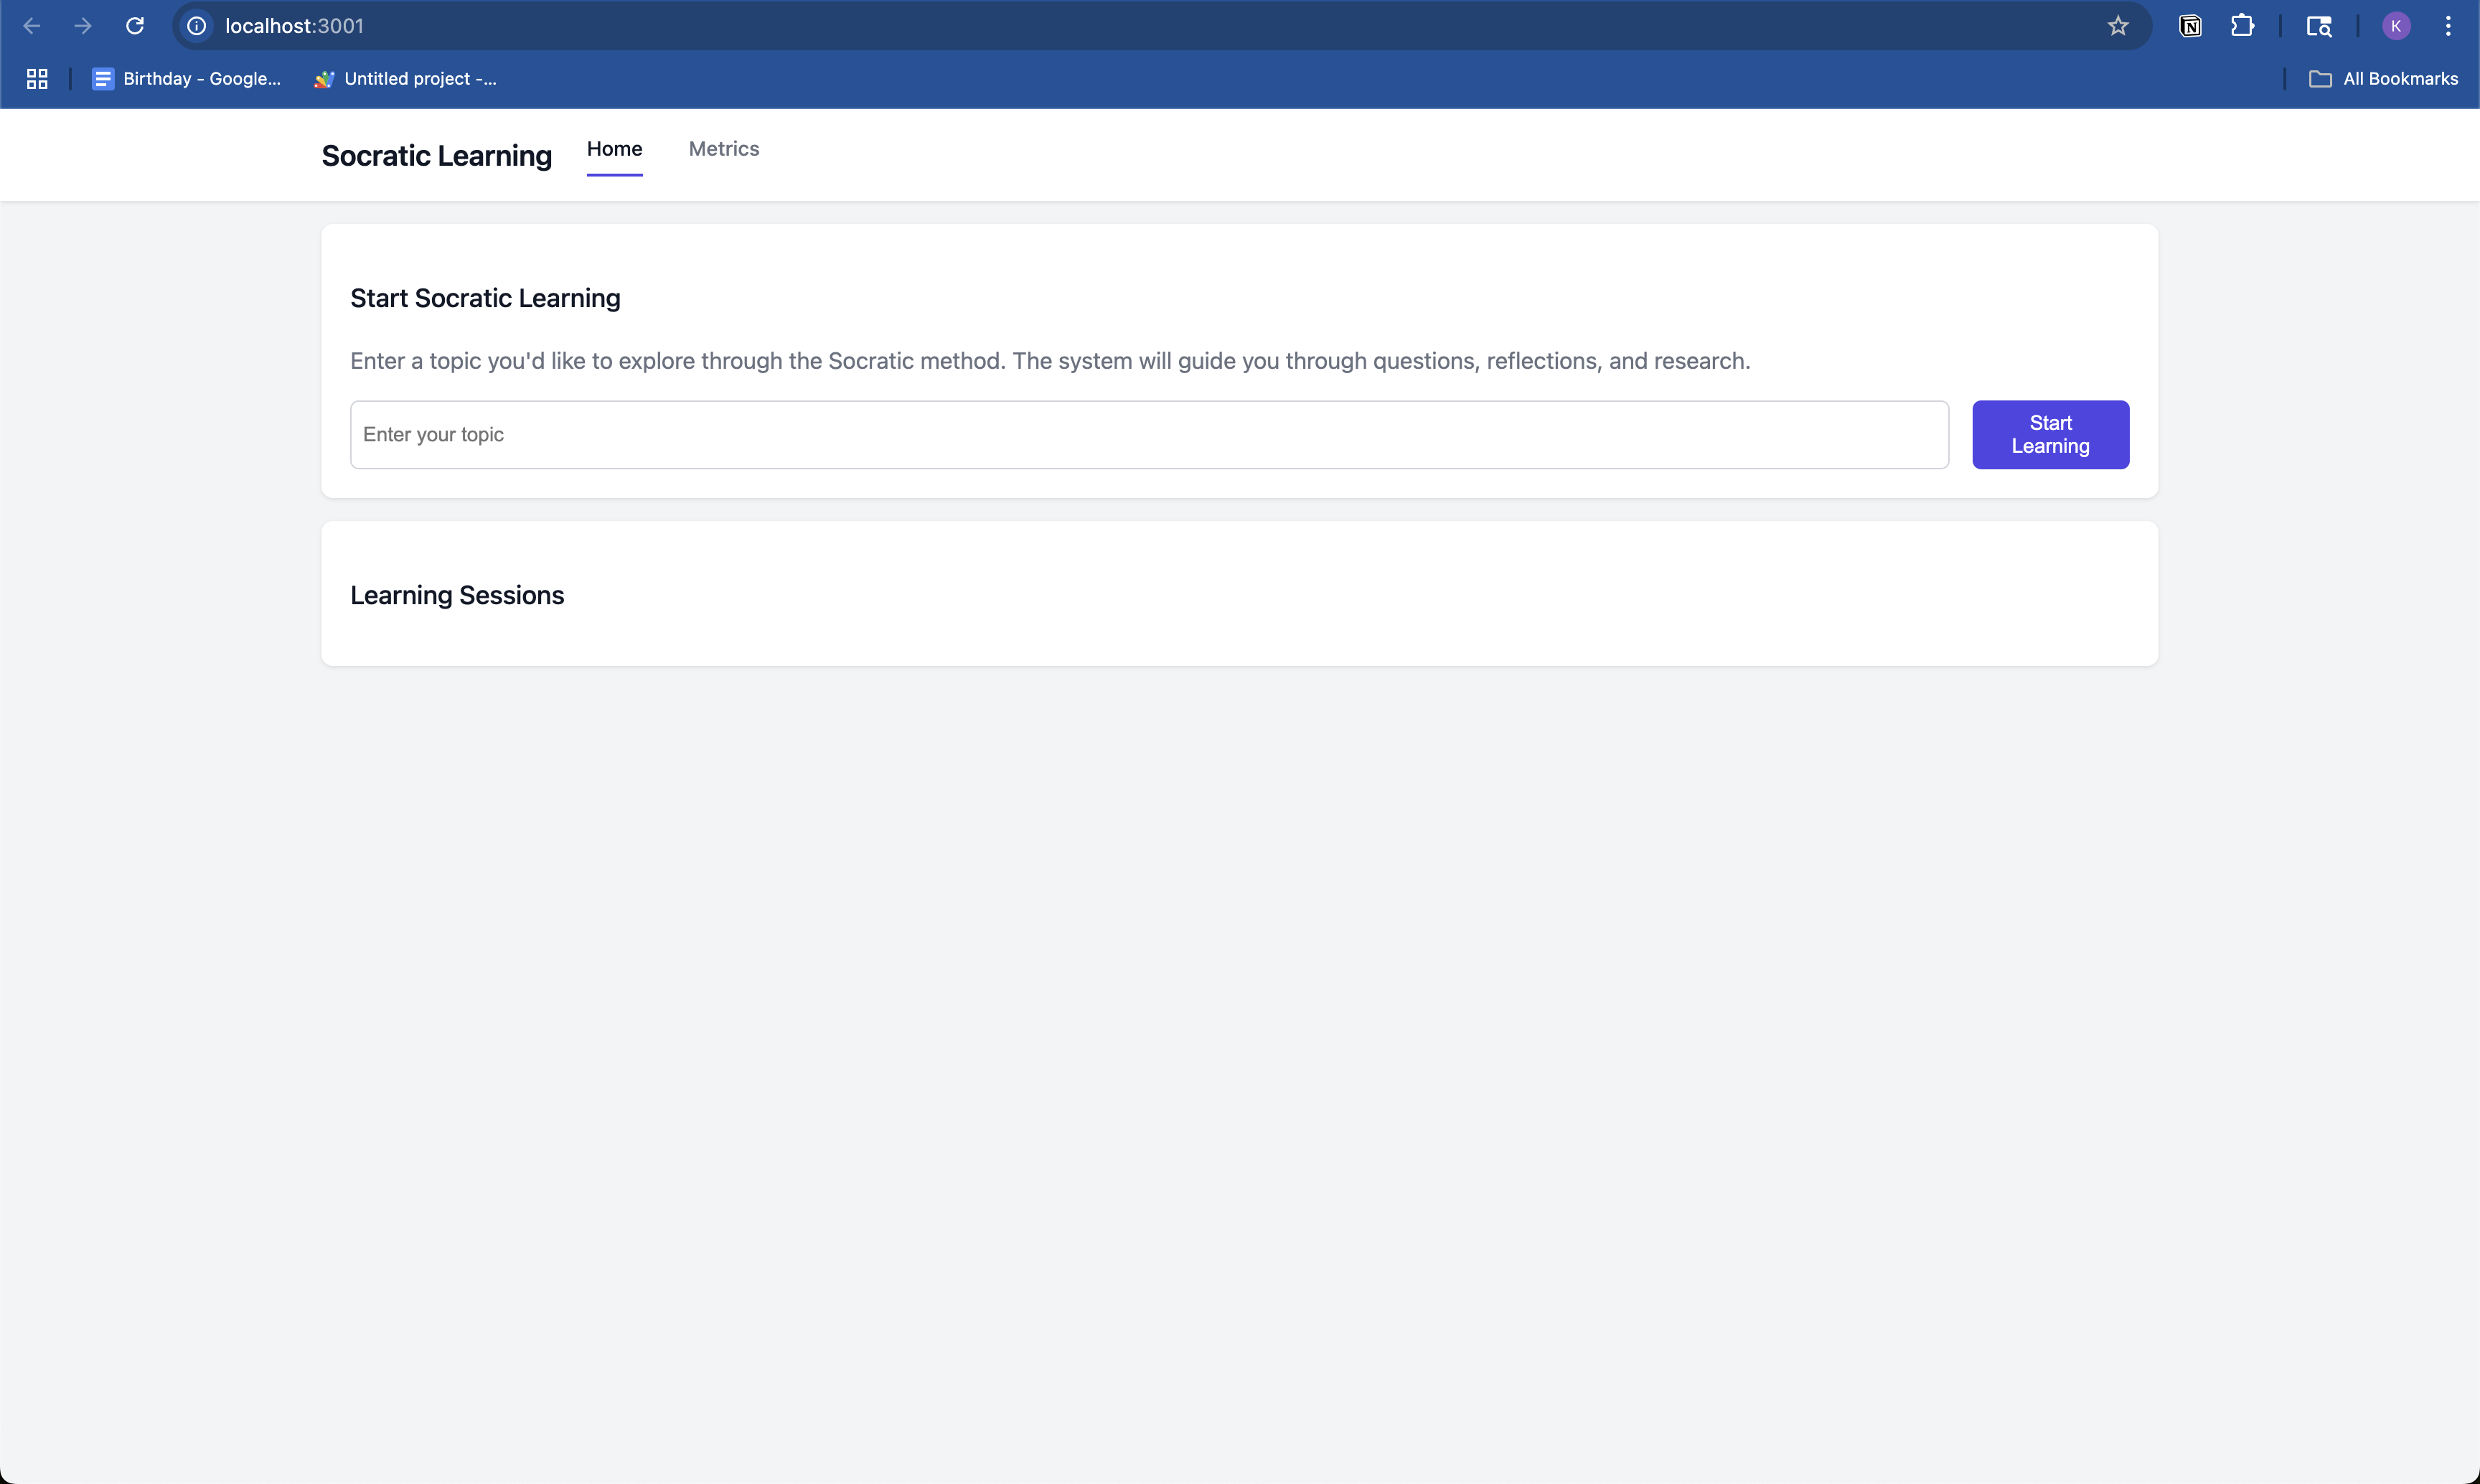 localhost:3001
Birthday - Google...
Untitled project -...
All Bookmarks
K
Socratic Learning
Home
Metrics
Start Socratic Learning
Enter a topic you'd like to explore through the Socratic method. The system will guide you through questions, reflections, and research.
Enter your topic
Start
Learning
Learning Sessions